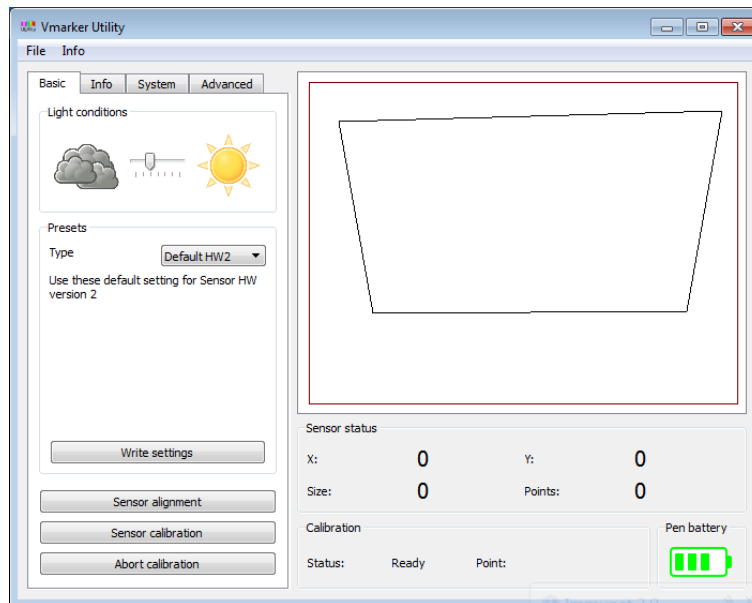 Vmarker Utility
File Info
Basic Info System Advanced
Light conditions
Presets
Type Default HW2
Use these default setting for Sensor HW
version 2
Write settings
Sensor alignment
Sensor calibration
Abort calibration
Sensor status
X: 0 Y: 0
Size: 0 Points: 0
Calibration
Status: Ready Point:
Pen battery